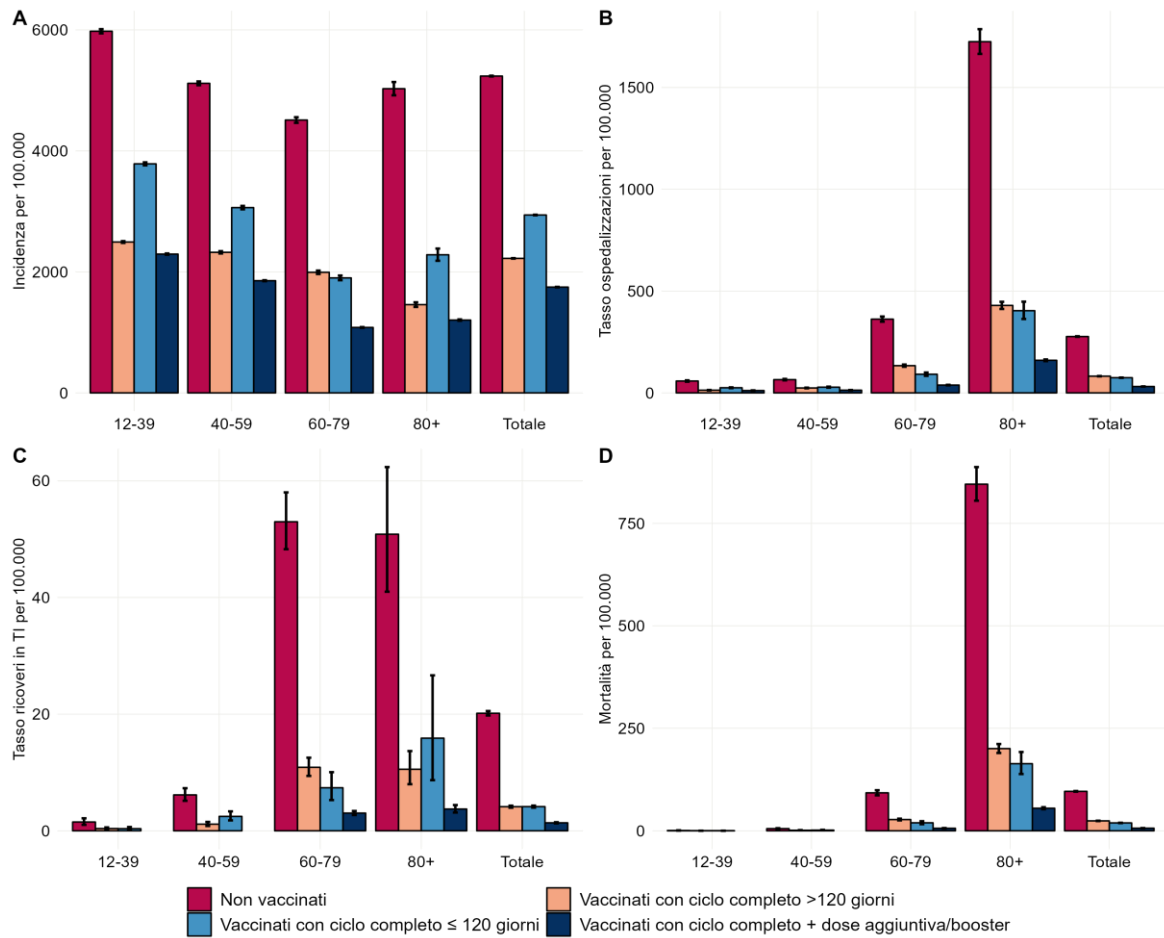 A
Incidenza per 100.000
6000
4000
2000
0
12-39
40-59
60-79
80+
Totale
B
Tasso ospedalizzazioni per 100.000
1500
1000
500
0
12-39
40-59
60-79
80+
Totale
C
Tasso ricoveri in TI per 100.000
60
40
20
0
12-39
40-59
60-79
80+
Totale
D
Mortalità per 100.000
750
500
250
0
12-39
40-59
60-79
80+
Totale
Non vaccinati
Vaccinati con ciclo completo >120 giorni
Vaccinati con ciclo completo ≤ 120 giorni
Vaccinati con ciclo completo + dose aggiuntiva/booster